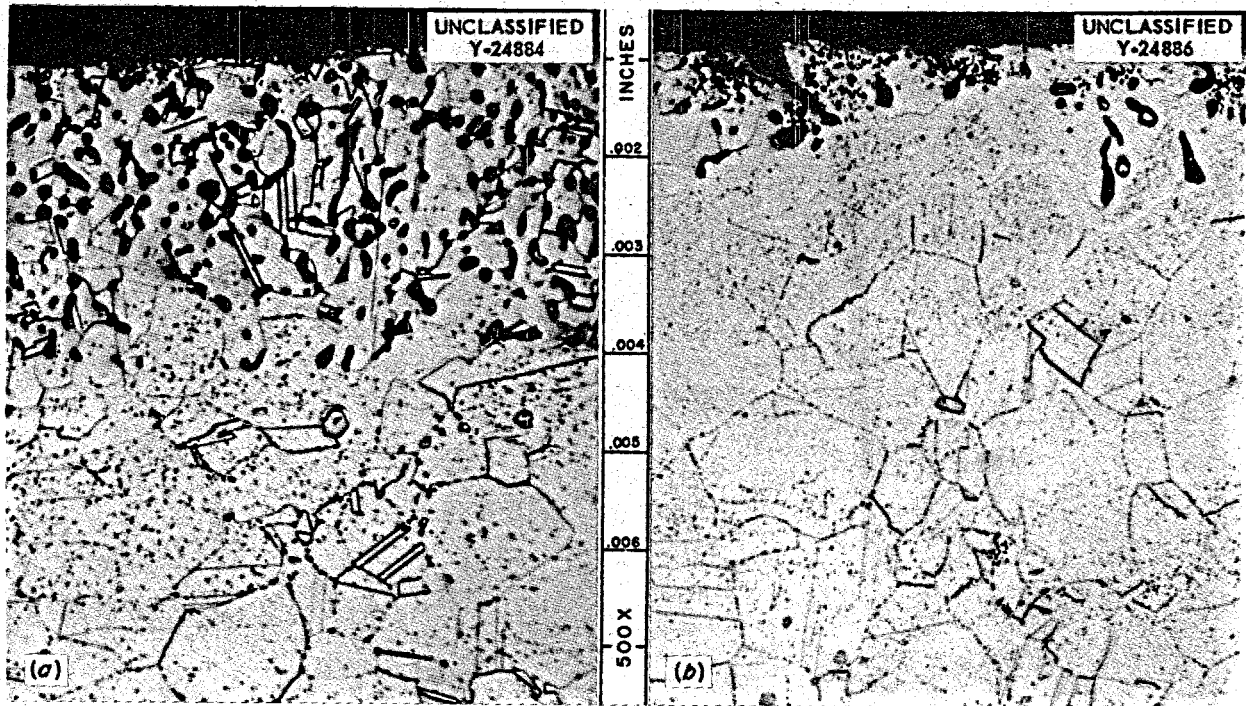 UNCLASSIFIED
Y-24884
UNCLASSIFIED
Y-24886
INCHES
.002
.003
.004
.005
.006
500 X
(a)
(b)